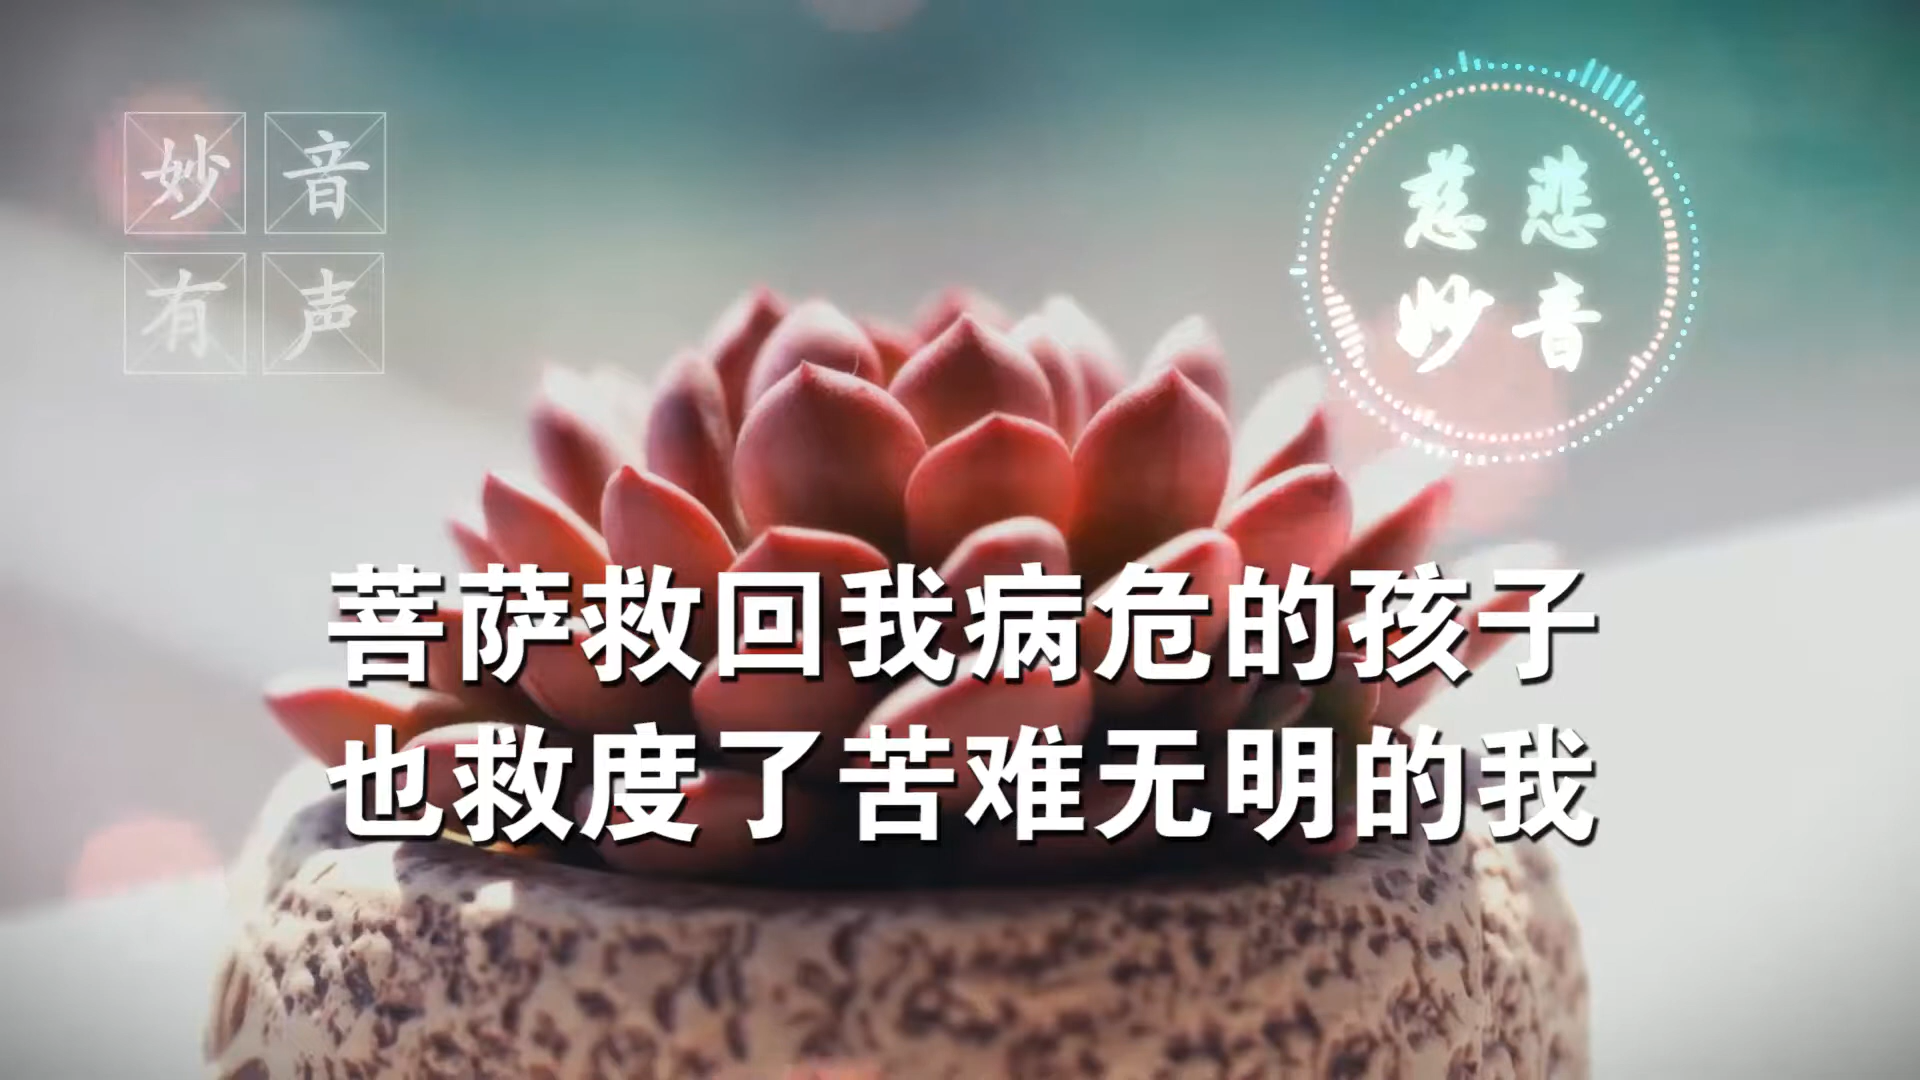 妙音
有声
慈悲
妙音
菩萨救回我病危的孩子
也救度了苦难无明的我